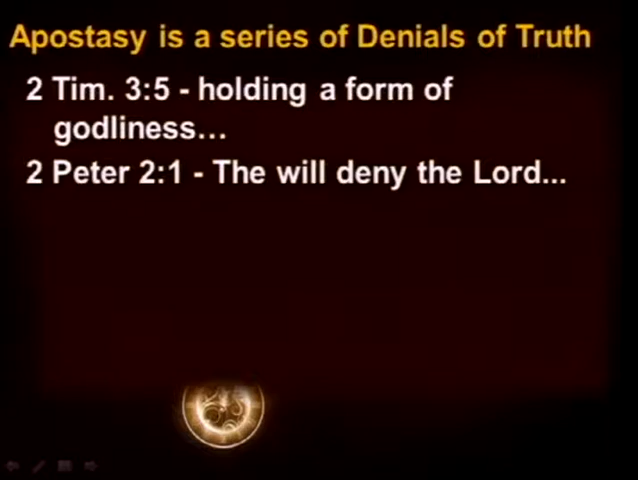 Apostasy is a series of Denials of Truth
2 Tim. 3:5 - holding a form of
godliness...
2 Peter 2:1 - The will deny the Lord...